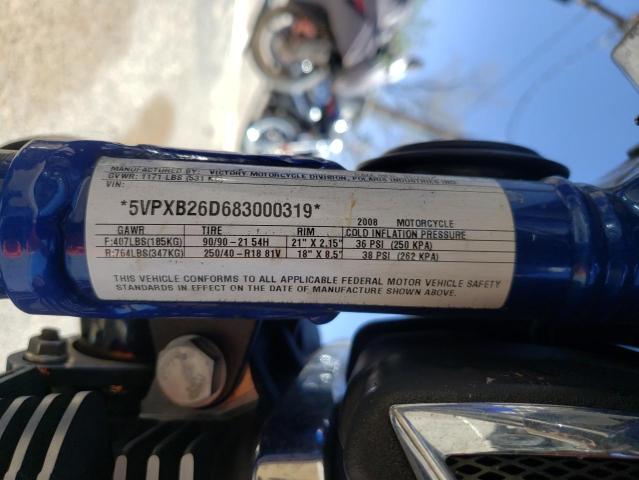 MANUFACTURED BY: VICTORY MOTORCYCLE DIVISION, POLARIS INDUSTRIES INC.
GVWR: 1171 LBS (531 KG)
VIN:
*5VPXB26D683000319*
2008 MOTORCYCLE
GAWR TIRE RIM COLD INFLATION PRESSURE
F:407LBS(185KG) 90/90-21 54H 21" X 2.15" 36 PSI (250 KPA)
R:764LBS(347KG) 250/40-R18 81V 18" X 8.5" 38 PSI (262 KPA)
THIS VEHICLE CONFORMS TO ALL APPLICABLE FEDERAL MOTOR VEHICLE SAFETY
STANDARDS IN EFFECT ON THE DATE OF MANUFACTURE SHOWN ABOVE.